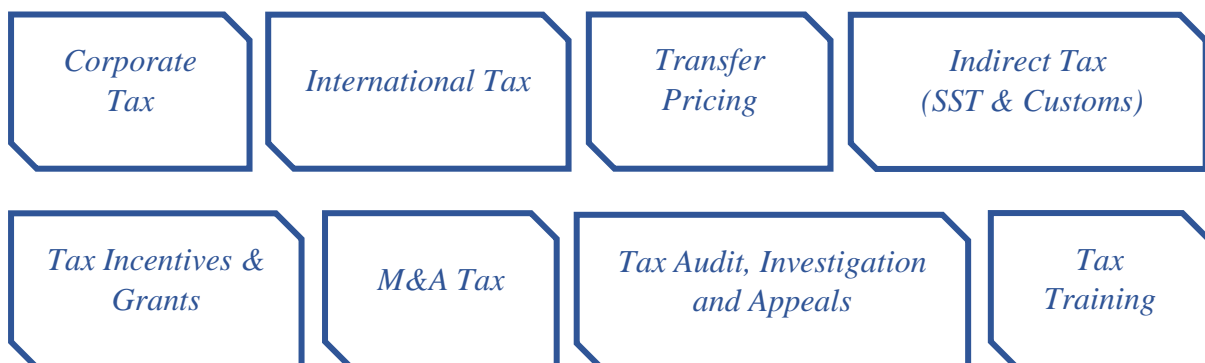 Corporate
Tax
International Tax
Transfer
Pricing
Indirect Tax
(SST & Customs)
Tax Incentives &
Grants
M&A Tax
Tax Audit, Investigation
and Appeals
Tax
Training